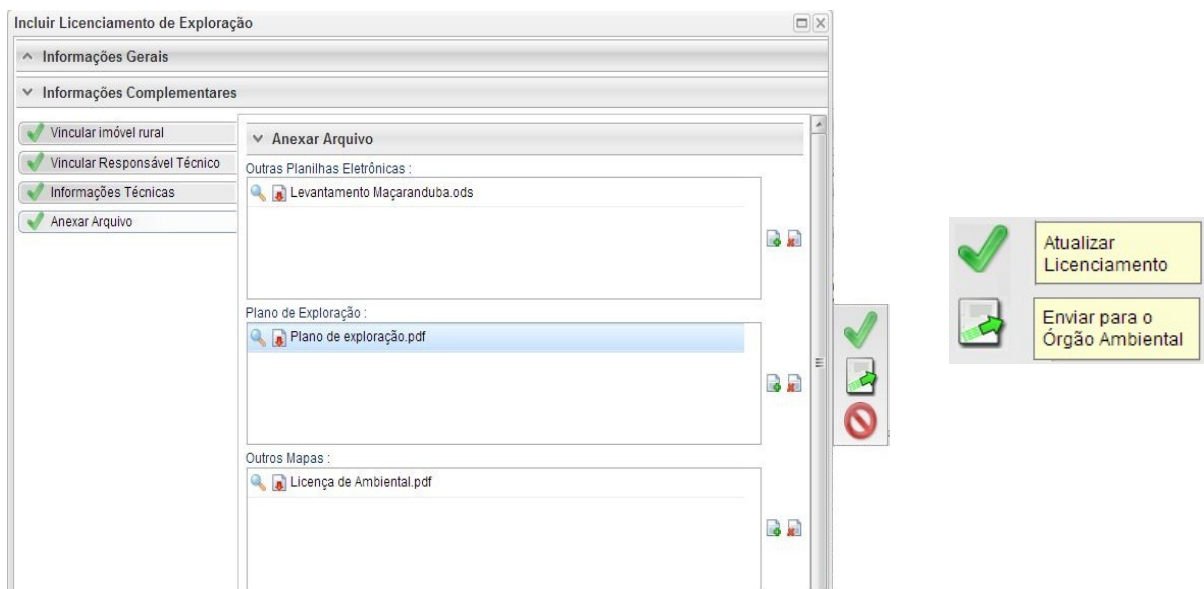 Incluir Licenciamento de Exploração
Informações Gerais
Informações Complementares
Vincular imóvel rural
Vincular Responsável Técnico
Informações Técnicas
Anexar Arquivo
Anexar Arquivo
Outras Planilhas Eletrônicas :
Levantamento Maçaranduba.ods
Plano de Exploração :
Plano de exploração.pdf
Outros Mapas :
Licença de Ambiental.pdf
Atualizar
Licenciamento
Enviar para o
Órgão Ambiental